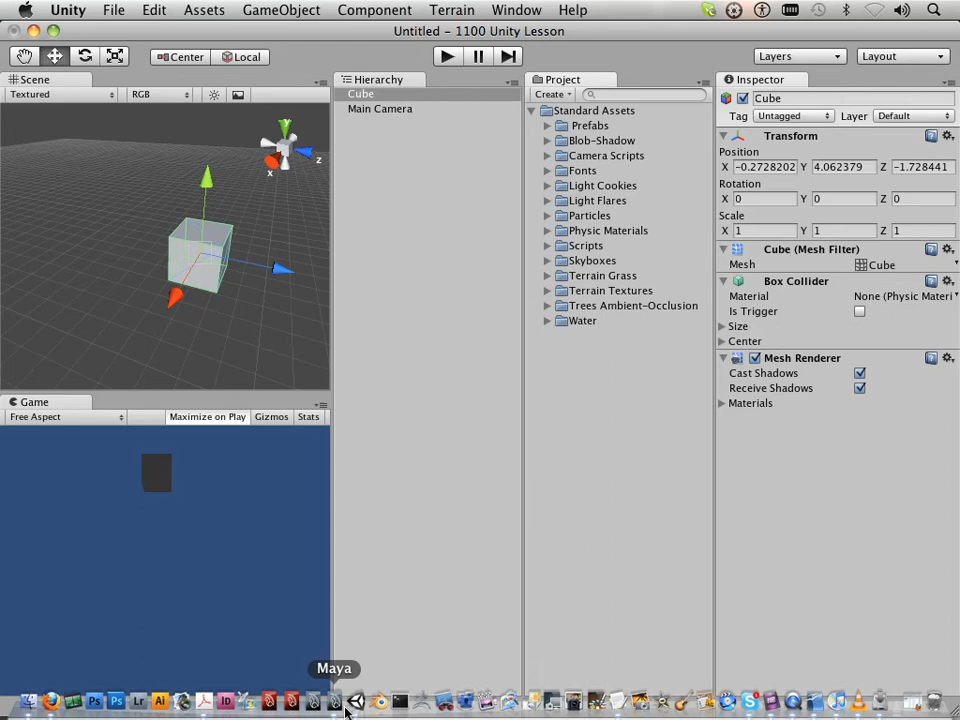 Unity File Edit Assets GameObject Component Terrain Window Help
Untitled - 1100 Unity Lesson
Center Local Layers Layout
Scene
Textured RGB
y
z
x
Game
Free Aspect Maximize on Play Gizmos Stats
Hierarchy
Cube
Main Camera
Project
Create
Standard Assets
Prefabs
Blob-Shadow
Camera Scripts
Fonts
Light Cookies
Light Flares
Particles
Physic Materials
Scripts
Skyboxes
Terrain Grass
Terrain Textures
Trees Ambient-Occlusion
Water
Inspector
Cube
Tag Untagged Layer Default
Transform
Position
X -0.2728202 Y 4.062379 Z -1.728441
Rotation
X 0 Y 0 Z 0
Scale
X 1 Y 1 Z 1
Cube (Mesh Filter)
Mesh Cube
Box Collider
Material None (Physic Materi
Is Trigger
Size
Center
Mesh Renderer
Cast Shadows
Receive Shadows
Materials
Maya
Ps Ps Lr Ai Id